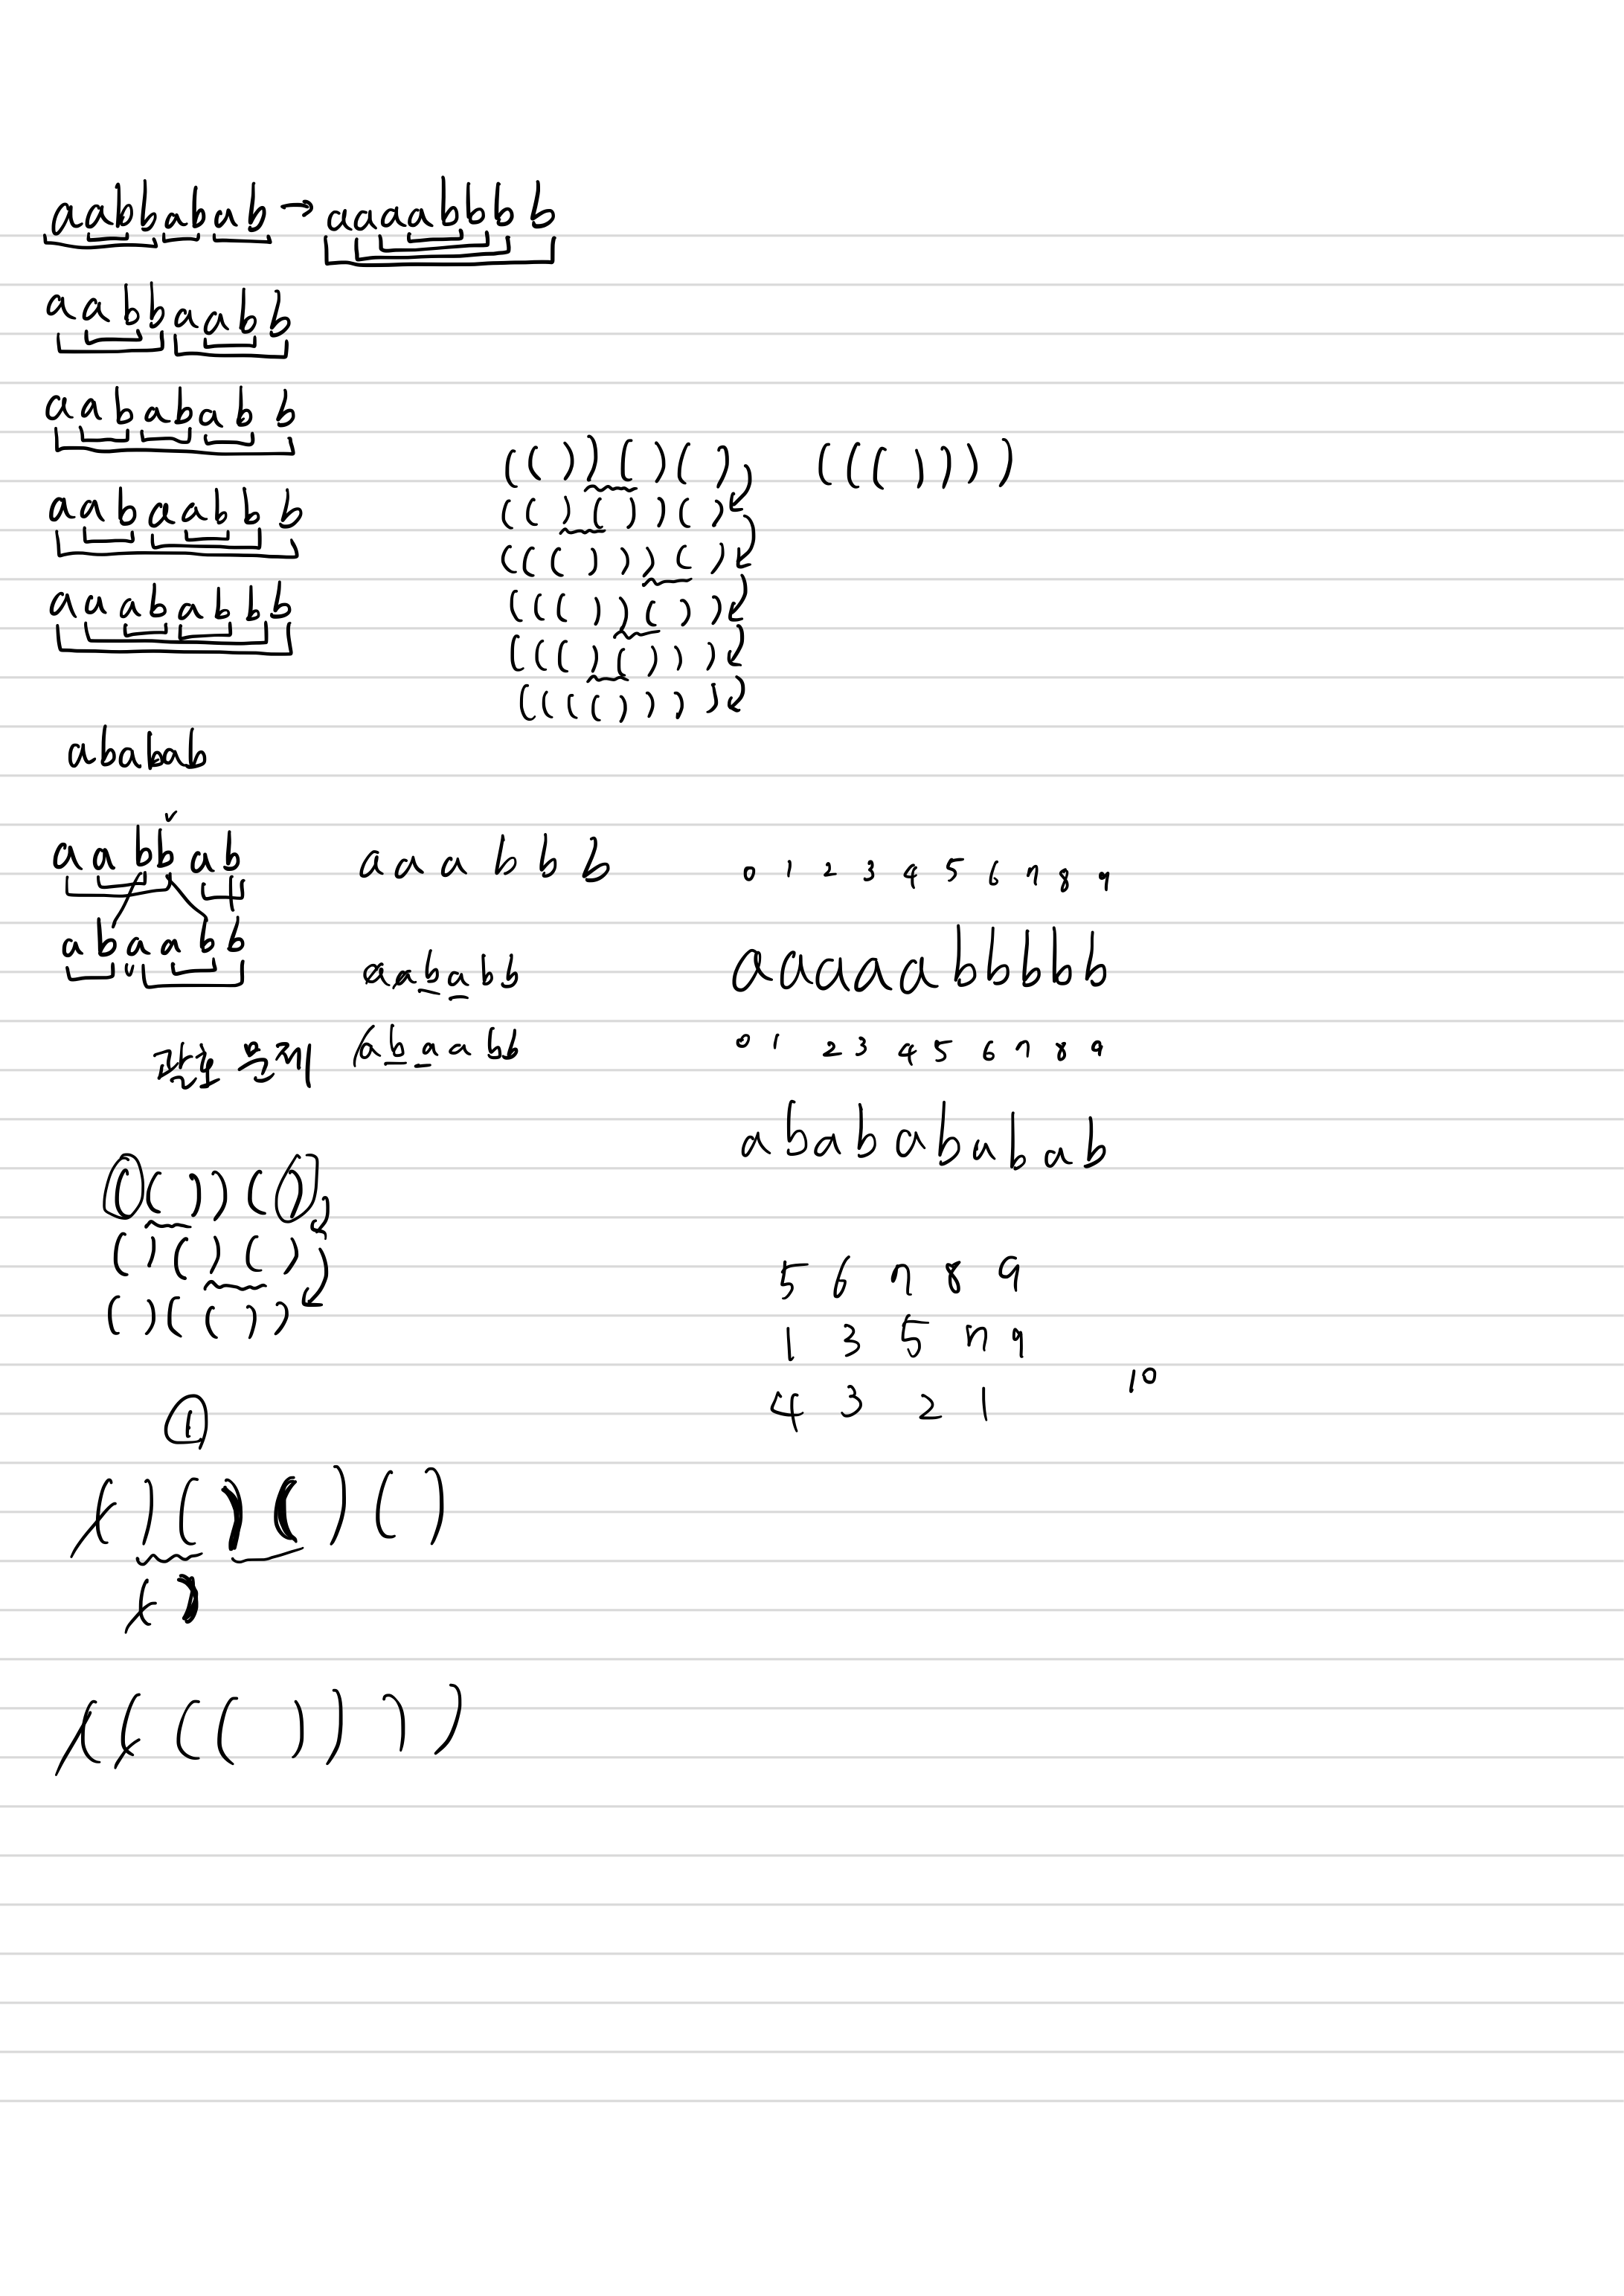 aabbabab → aaaabbbb
aabbaabb
aabababb
( ( ) ) ( ) ( ) ( ( ( ) ) ) )
aabaabbb
( ( ) ( ) ) ( )
( ( ( ) ) ) ( )
aaababbb
( ( ( ) ) ( ) )
( ( ( ) ( ) ) )
( ( ( ( ) ) ) )
ababab
aabbab aaabbb 0 1 2 3 4 5 6 7 8 9
abaabb aababb aaaaabbbbb
괄호 문제 abaabb 0 1 2 3 4 5 6 7 8 9
ababababab
( ( ) ) ( )
( ) ( ) ( )
5 6 7 8 9
( ) ( ( ) )
1 3 5 7 9
4 3 2 1 10
1
( ) ( ) ( ) ( )
( )
( ( ( ( ) ) ) )